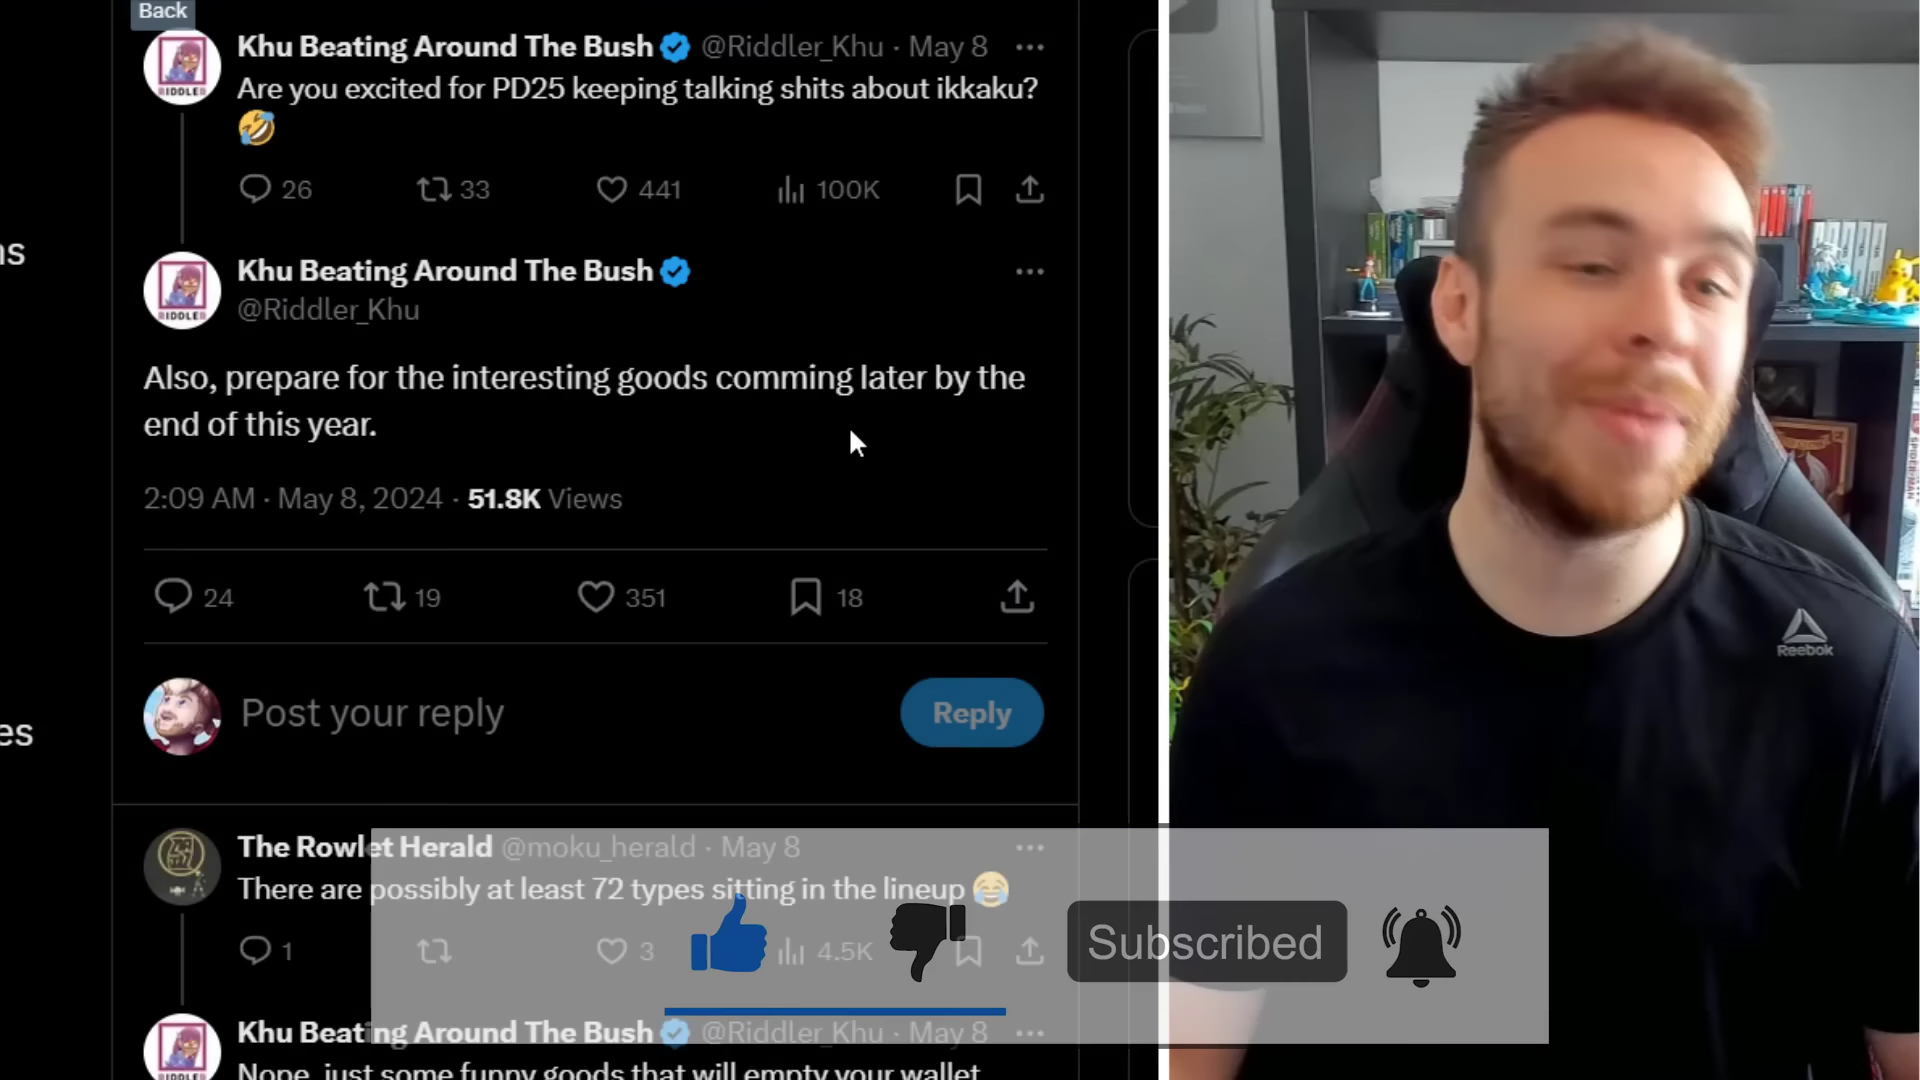 Back
Khu Beating Around The Bush @Riddler_Khu · May 8
Are you excited for PD25 keeping talking shits about ikkaku?
🤣
26 33 441 100K
Khu Beating Around The Bush
@Riddler_Khu
Also, prepare for the interesting goods comming later by the
end of this year.
2:09 AM · May 8, 2024 · 51.8K Views
24 19 351 18
Post your reply
Reply
The Rowlet Herald @moku_herald · May 8
There are possibly at least 72 types sitting in the lineup 😂
1 3 4.5K
Subscribed
Khu Beating Around The Bush @Riddler_Khu · May 8
Nope, just some funny goods that will empty your wallet
ns
es
RIDDLER
Reebok
SPIDER-MAN